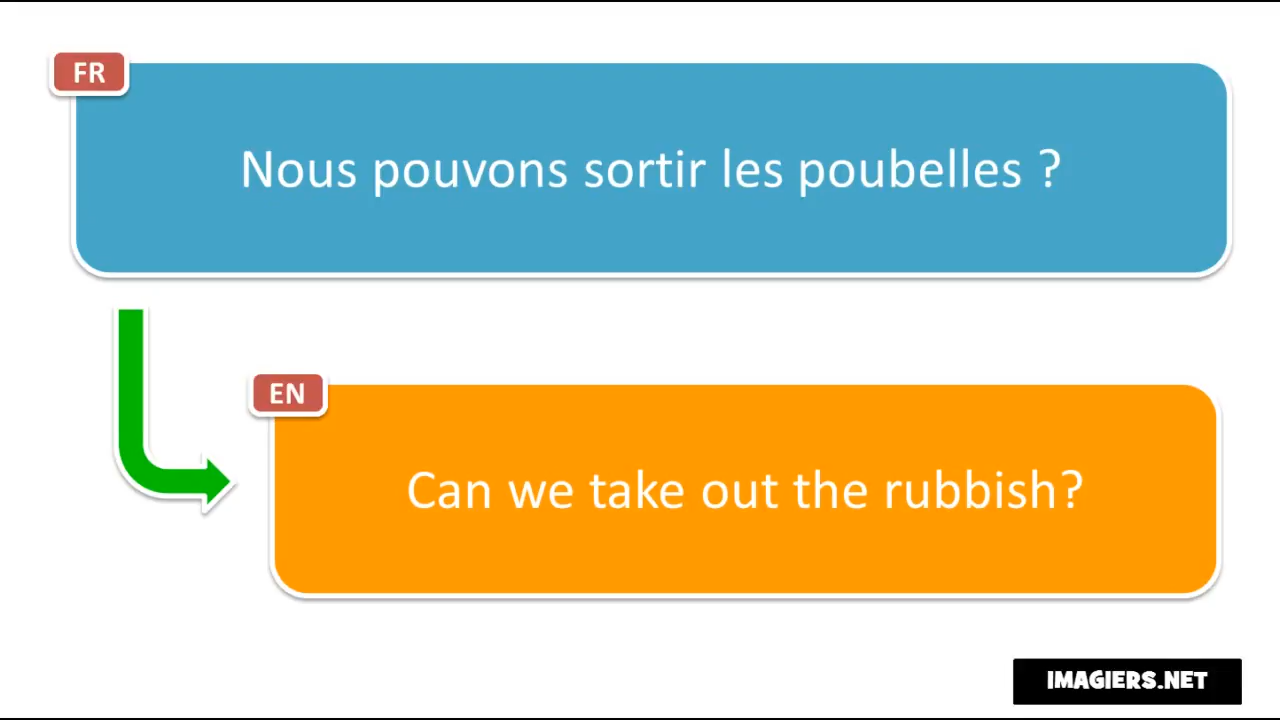 FR
Nous pouvons sortir les poubelles ?
EN
Can we take out the rubbish?
IMAGIERS.NET